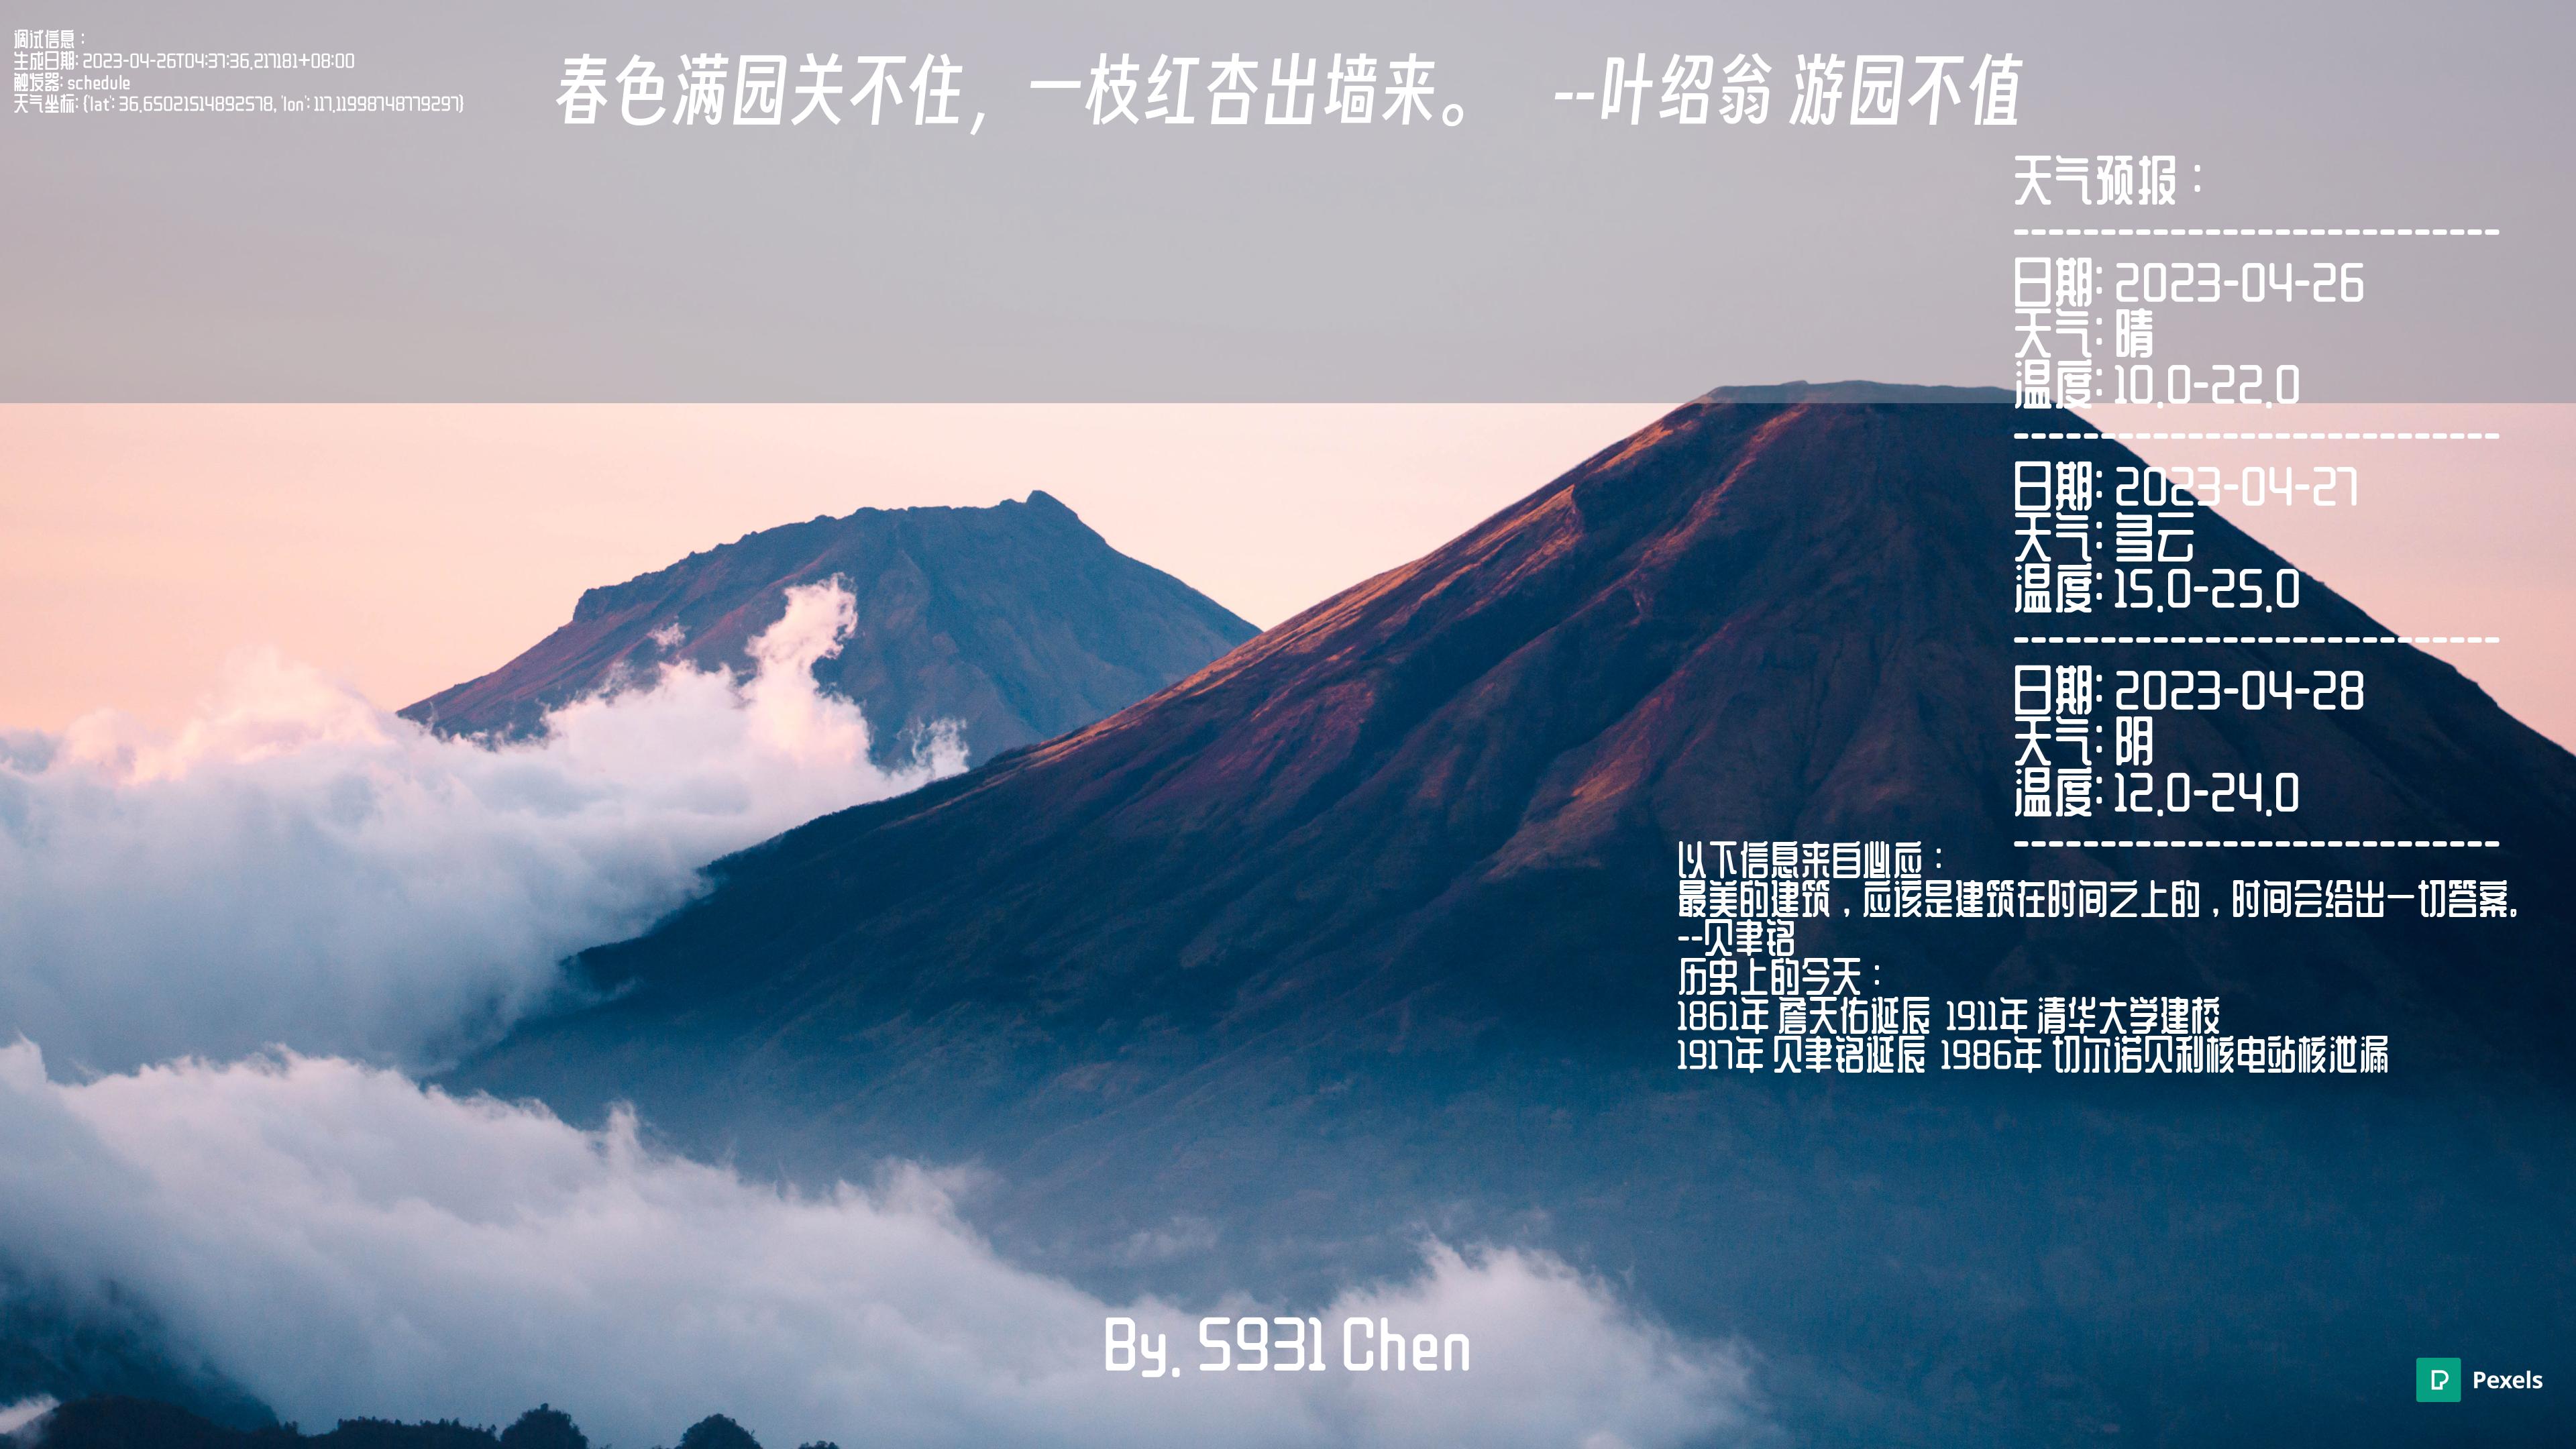 调试信息：
生成日期: 2023-04-26T04:37:36.217181+08:00
触发器: schedule
天气坐标: {'lat': 36.65021514892578, 'lon': 117.11998748779297}
春色满园关不住，一枝红杏出墙来。 --叶绍翁 游园不值
天气预报：
----------------------------
日期: 2023-04-26
天气: 晴
温度: 10.0-22.0
----------------------------
日期: 2023-04-27
天气: 多云
温度: 15.0-25.0
----------------------------
日期: 2023-04-28
天气: 阴
温度: 12.0-24.0
----------------------------
以下信息来自必应：
最美的建筑，应该是建筑在时间之上的，时间会给出一切答案。
--贝聿铭
历史上的今天：
1861年 詹天佑诞辰 1911年 清华大学建校
1917年 贝聿铭诞辰 1986年 切尔诺贝利核电站核泄漏
By. S931 Chen
Pexels